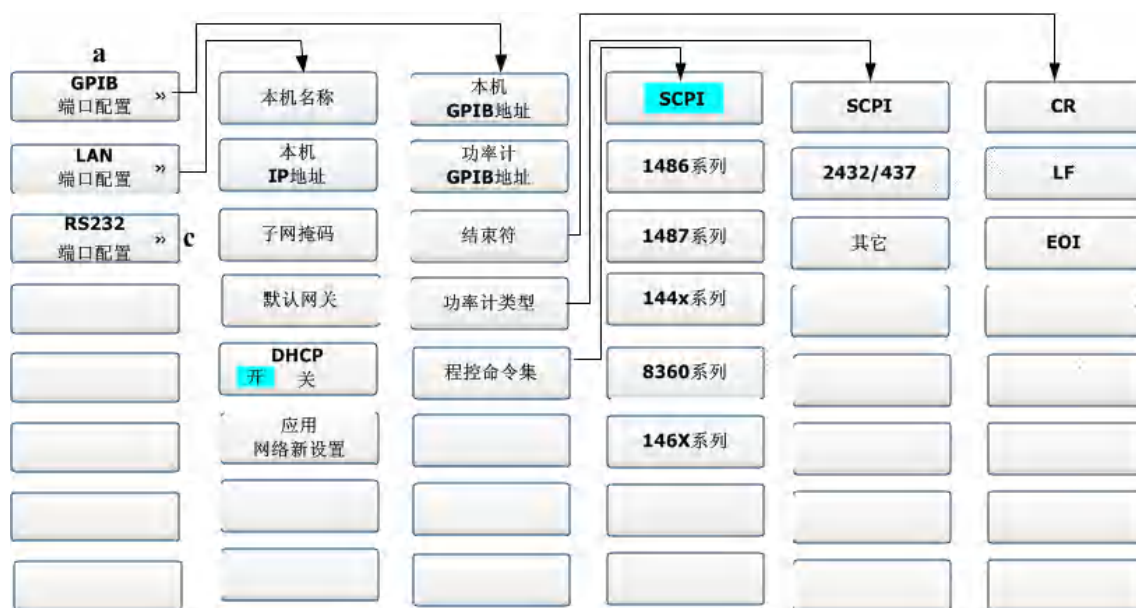 a
GPIB
端口配置 »
LAN
端口配置 »
RS232
端口配置 »
c
本机名称
本机
IP地址
子网掩码
默认网关
DHCP
开 关
应用
网络新设置
本机
GPIB地址
功率计
GPIB地址
结束符
功率计类型
程控命令集
SCPI
1486系列
1487系列
144x系列
8360系列
146X系列
SCPI
2432/437
其它
CR
LF
EOI